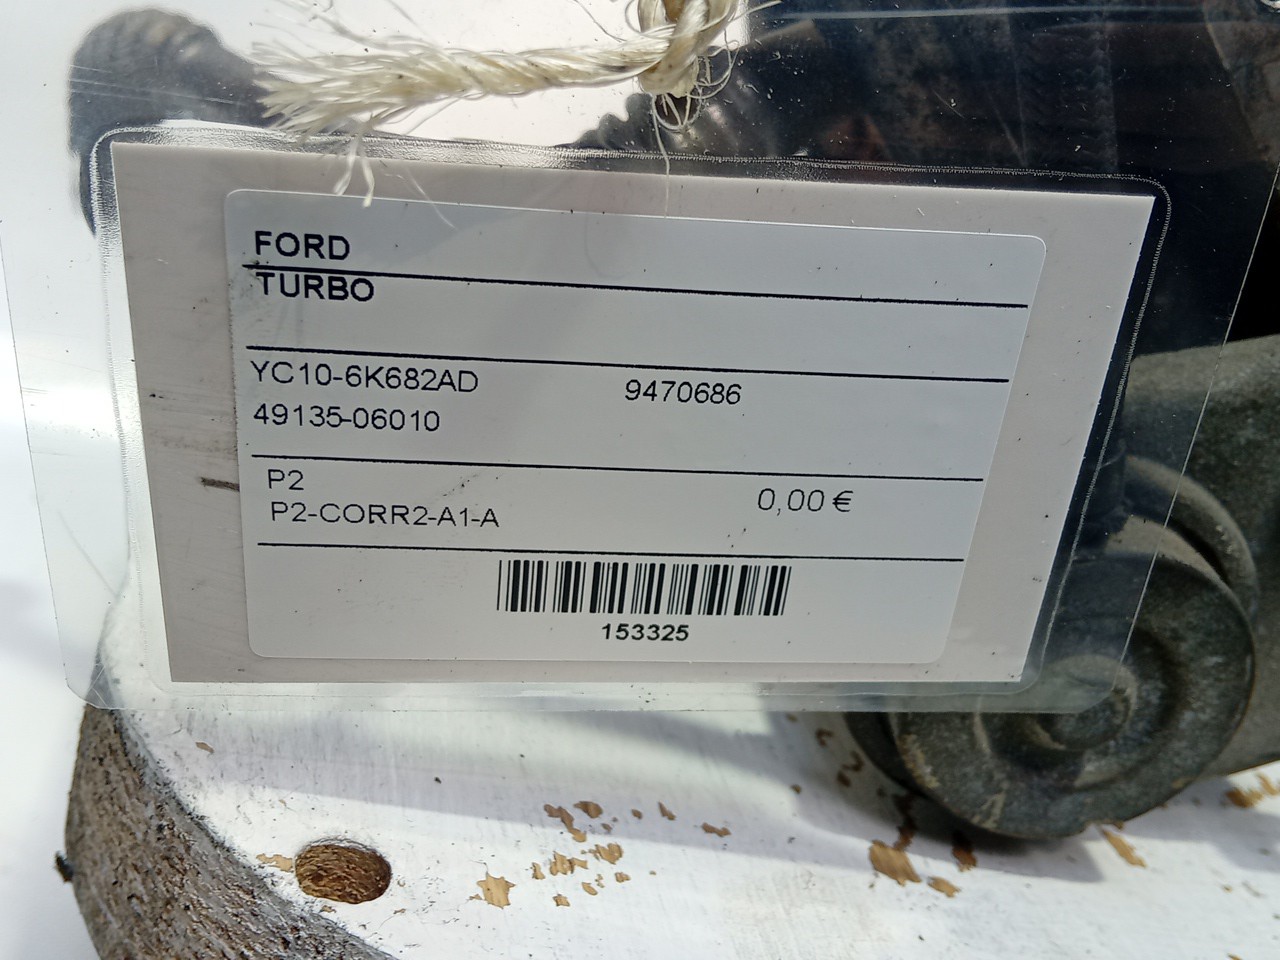 FORD
TURBO
YC10-6K682AD 9470686
49135-06010
P2
P2-CORR2-A1-A 0,00 €
153325